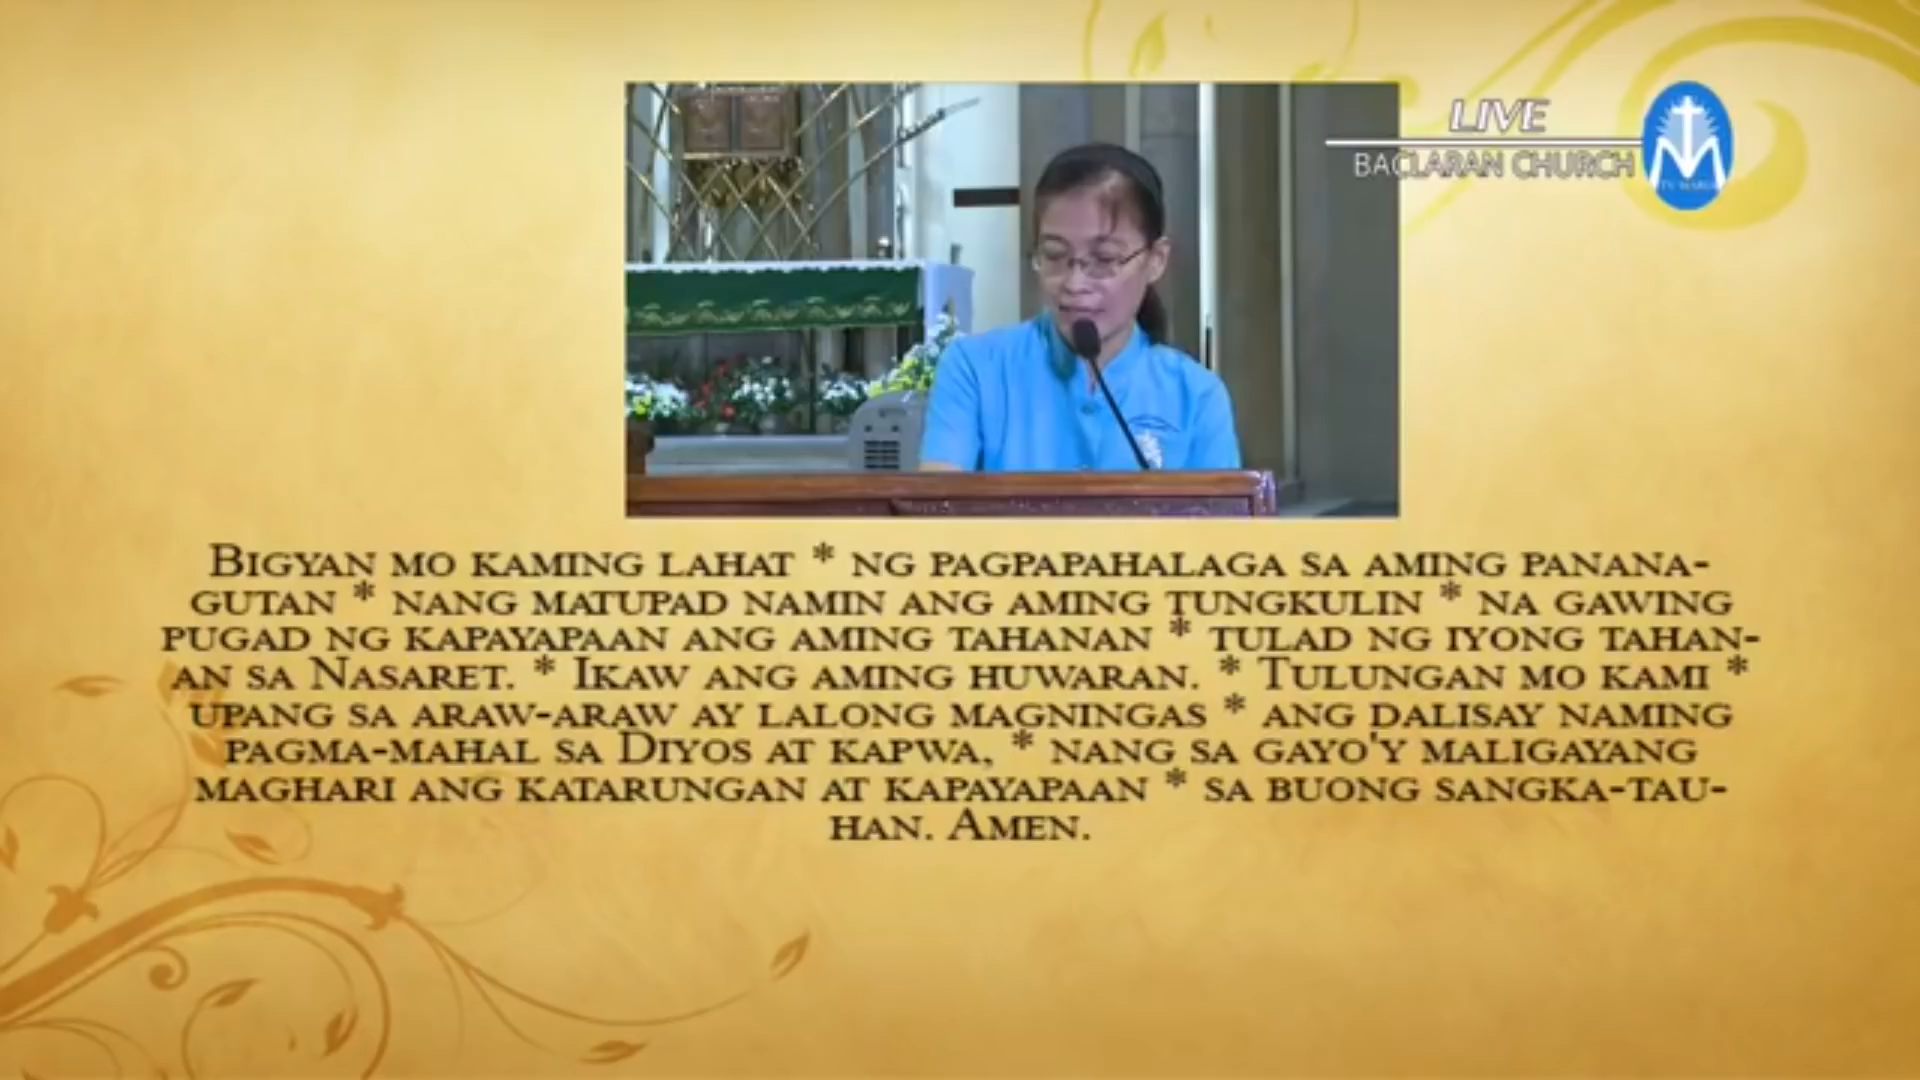 LIVE
BACLARAN CHURCH
Bigyan mo kaming lahat * ng pagpapahalaga sa aming panana-
gutan * nang matupad namin ang aming tungkulin * na gawing
pugad ng kapayapaan ang aming tahanan * tulad ng iyong tahan-
an sa Nasaret. * Ikaw ang aming huwaran. * Tulungan mo kami *
upang sa araw-araw ay lalong magningas * ang dalisay naming
pagma-mahal sa Diyos at kapwa, * nang sa gayo'y maligayang
maghari ang katarungan at kapayapaan * sa buong sangka-tau-
han. Amen.